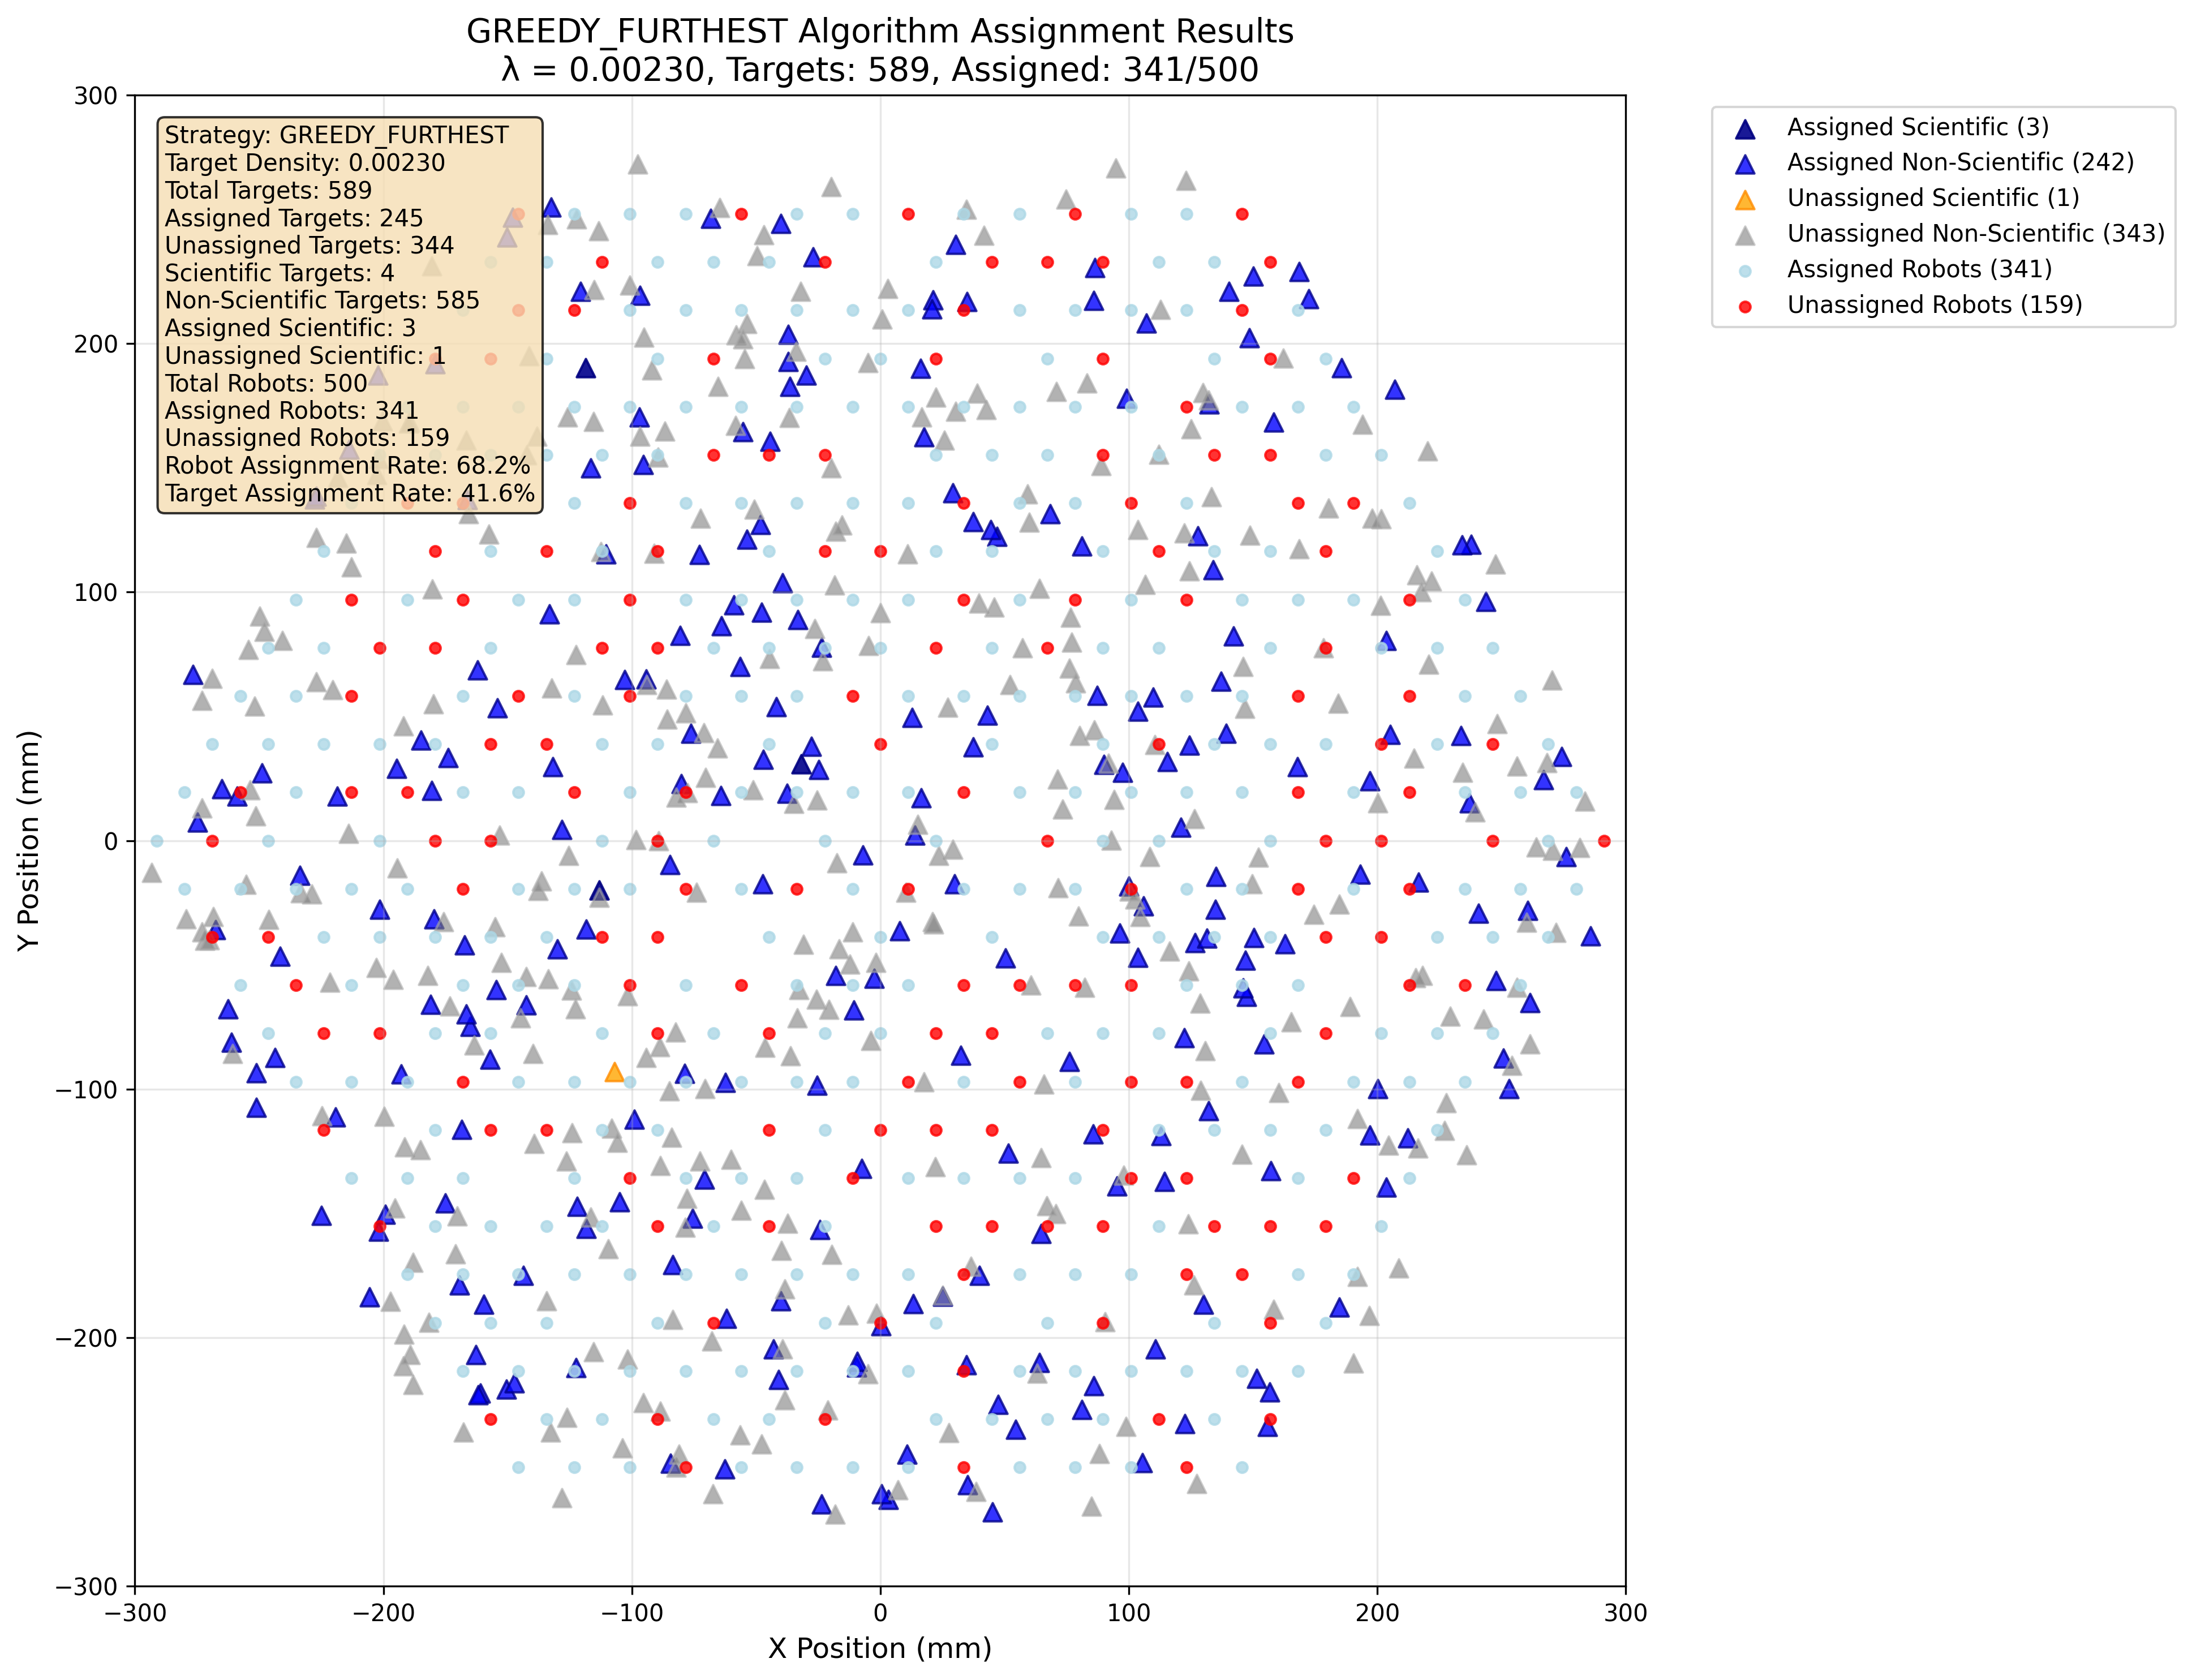 GREEDY_FURTHEST Algorithm Assignment Results
λ = 0.00230, Targets: 589, Assigned: 341/500
Strategy: GREEDY_FURTHEST
Target Density: 0.00230
Total Targets: 589
Assigned Targets: 245
Unassigned Targets: 344
Scientific Targets: 4
Non-Scientific Targets: 585
Assigned Scientific: 3
Unassigned Scientific: 1
Total Robots: 500
Assigned Robots: 341
Unassigned Robots: 159
Robot Assignment Rate: 68.2%
Target Assignment Rate: 41.6%
Assigned Scientific (3)
Assigned Non-Scientific (242)
Unassigned Scientific (1)
Unassigned Non-Scientific (343)
Assigned Robots (341)
Unassigned Robots (159)
Y Position (mm)
300
200
100
0
−100
−200
−300
−300
−200
−100
0
100
200
300
X Position (mm)